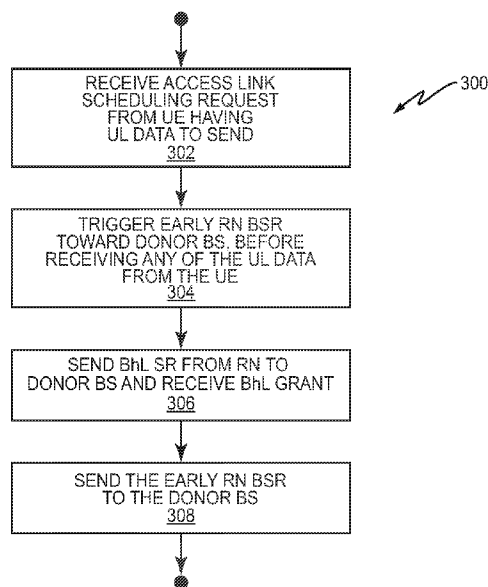 300
RECEIVE ACCESS LINK
SCHEDULING REQUEST
FROM UE HAVING
UL DATA TO SEND
302
TRIGGER EARLY RN BSR
TOWARD DONOR BS, BEFORE
RECEIVING ANY OF THE UL DATA
FROM THE UE
304
SEND BhL SR FROM RN TO
DONOR BS AND RECEIVE BhL GRANT
306
SEND THE EARLY RN BSR
TO THE DONOR BS
308